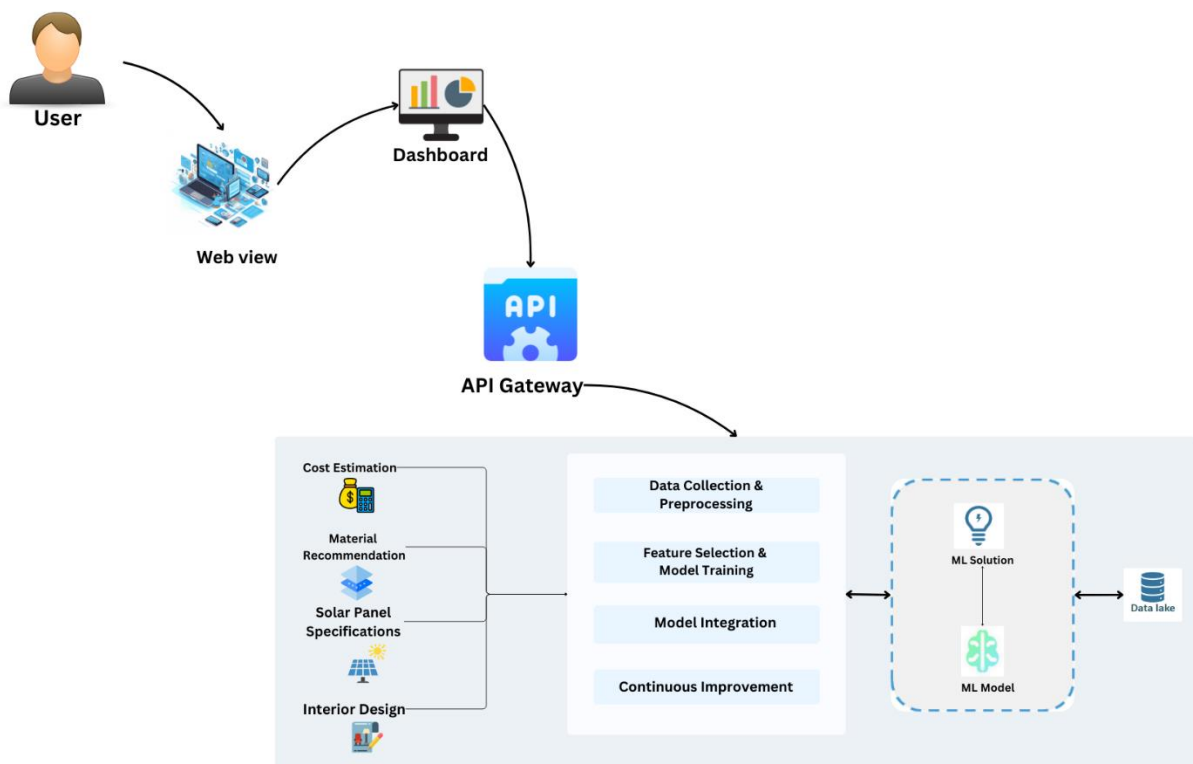 User
Dashboard
Web view
API
API Gateway
Cost Estimation
Material
Recommendation
Solar Panel
Specifications
Interior Design
Data Collection &
Preprocessing
Feature Selection &
Model Training
Model Integration
Continuous Improvement
ML Solution
ML Model
Data lake